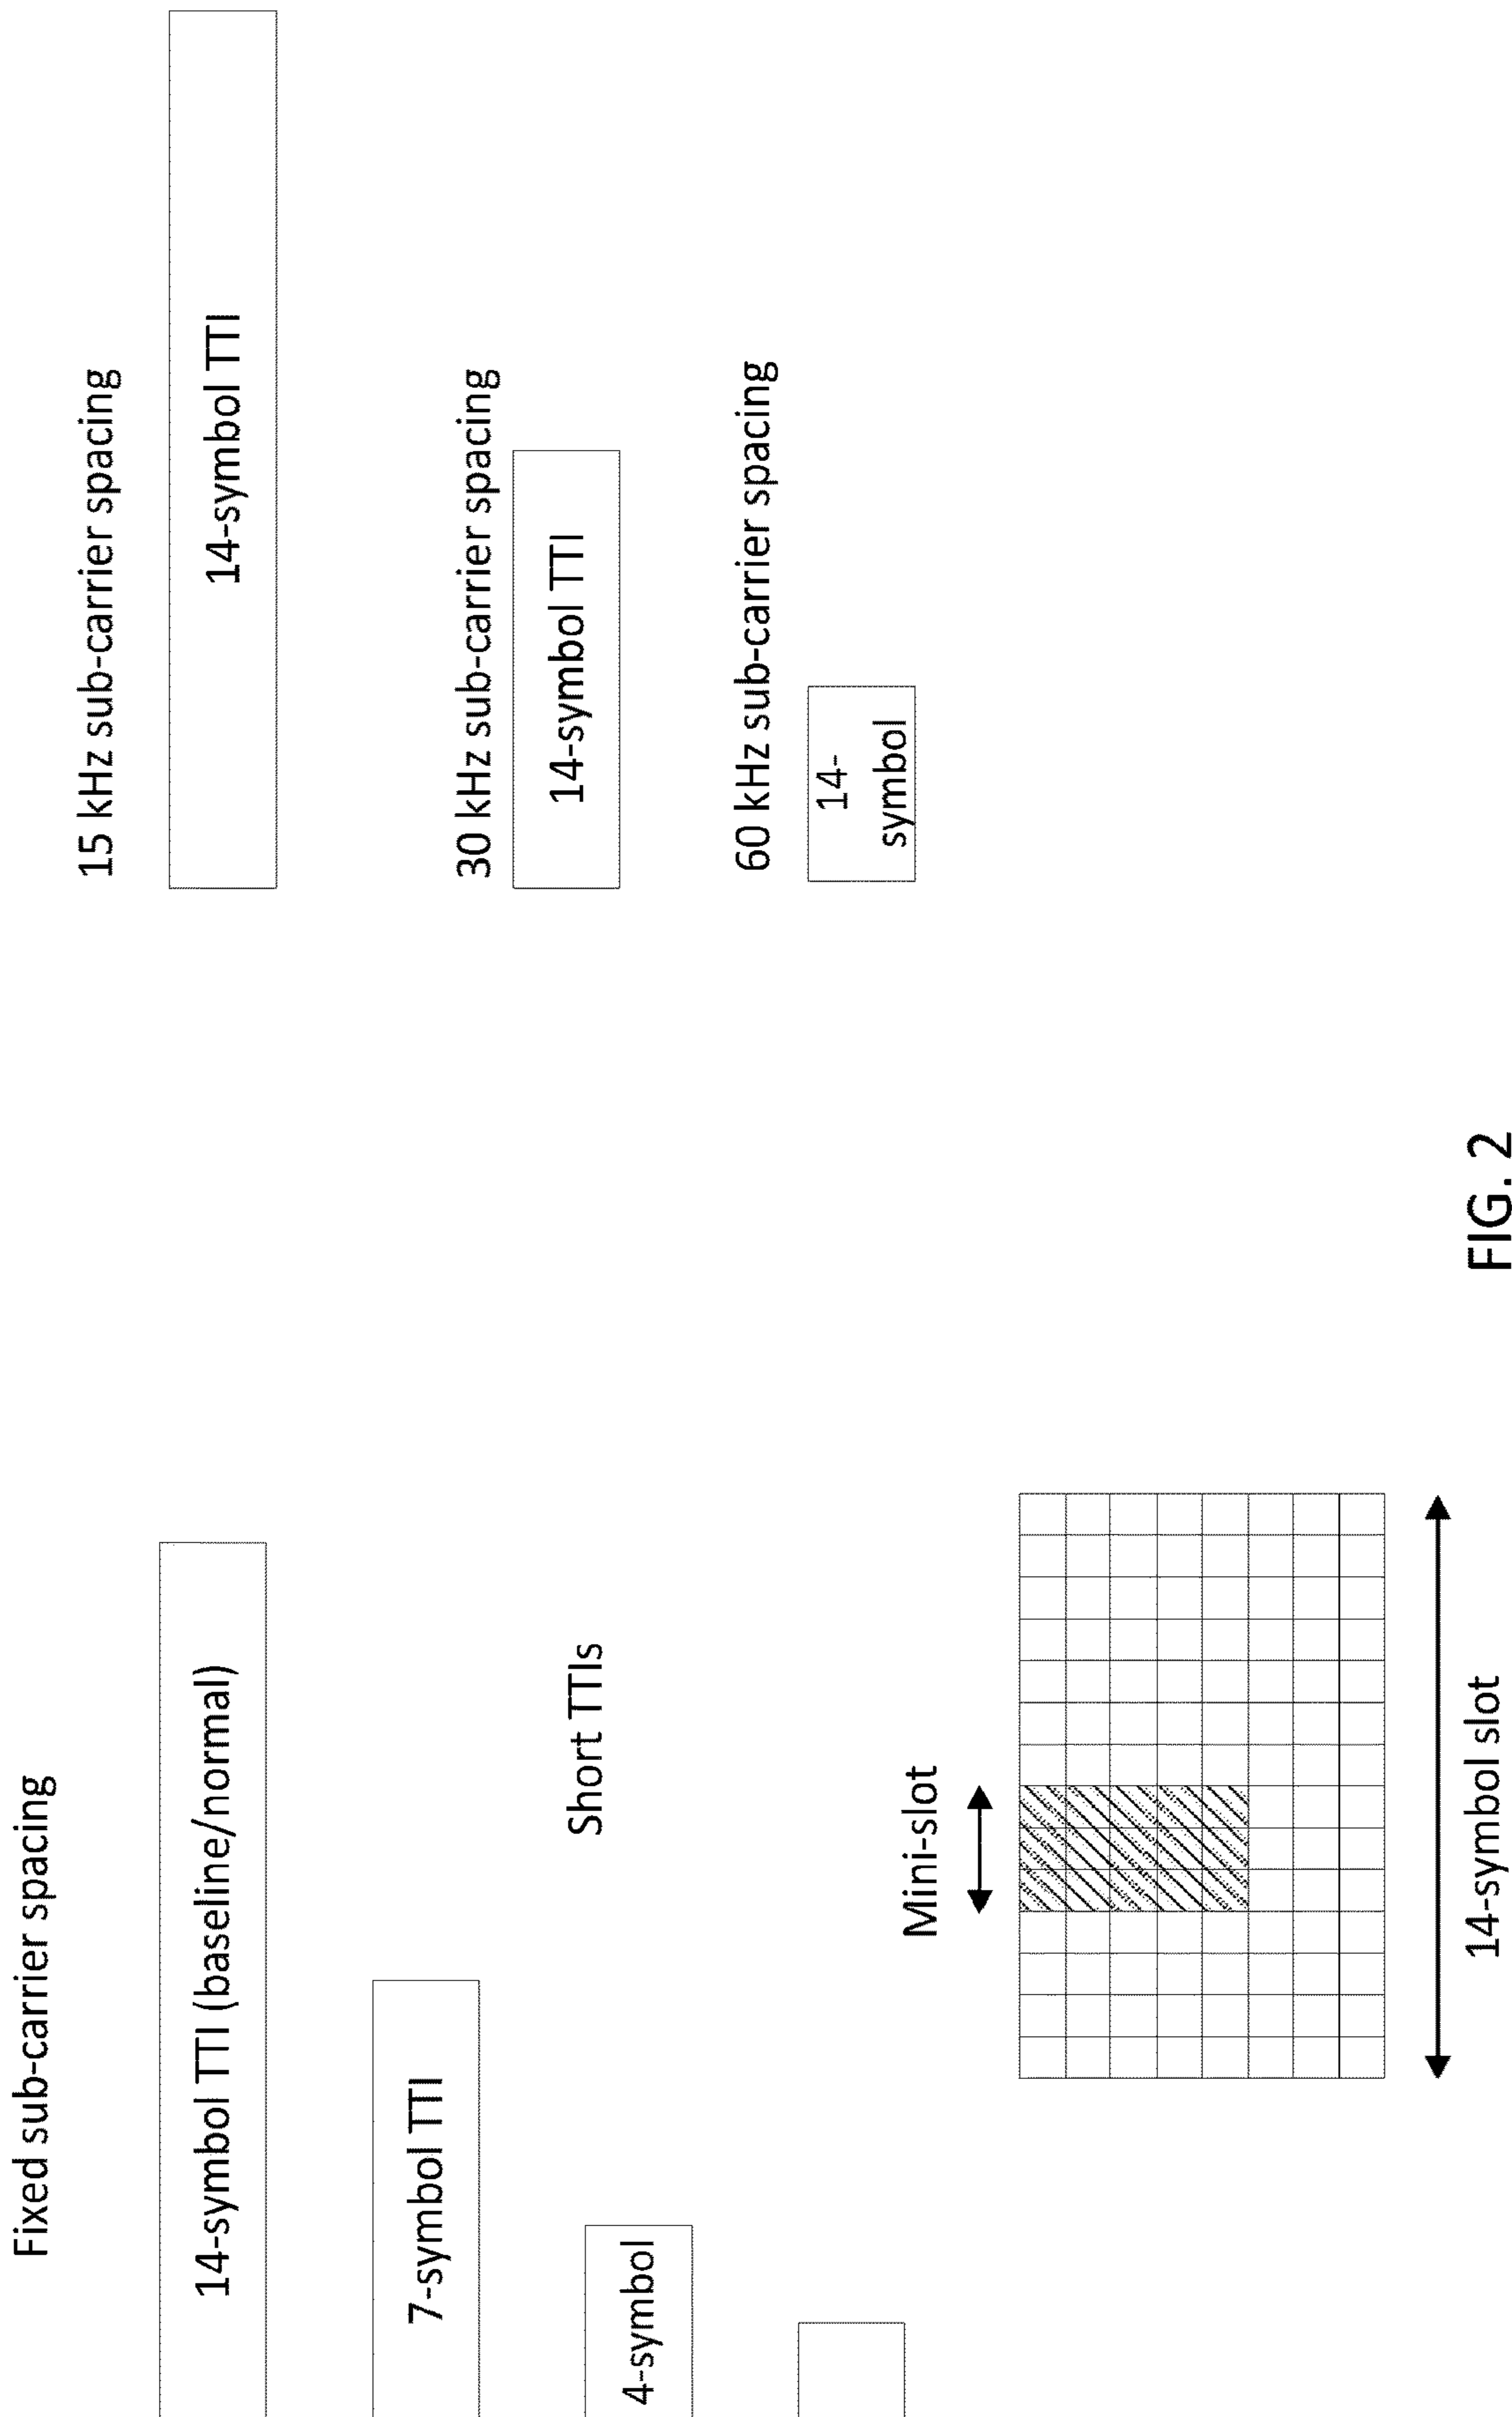 Fixed sub-carrier spacing
14-symbol TTI (baseline/normal)
7-symbol TTI
Short TTIs
4-symbol
Mini-slot
14-symbol slot
15 kHz sub-carrier spacing
14-symbol TTI
30 kHz sub-carrier spacing
14-symbol TTI
60 kHz sub-carrier spacing
14-
symbol
FIG. 2